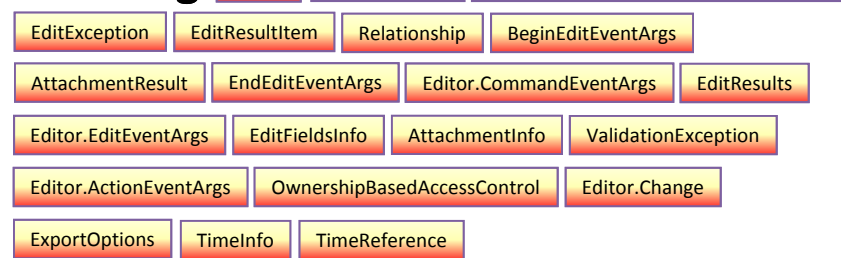 EditException EditResultItem Relationship BeginEditEventArgs
AttachmentResult EndEditEventArgs Editor.CommandEventArgs EditResults
Editor.EditEventArgs EditFieldsInfo AttachmentInfo ValidationException
Editor.ActionEventArgs OwnershipBasedAccessControl Editor.Change
ExportOptions TimeInfo TimeReference